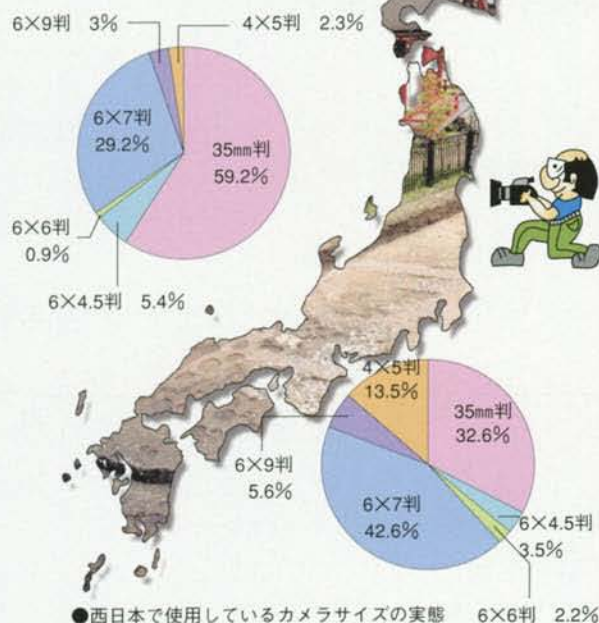 6×9判 3%
4×5判 2.3%
6×7判
29.2%
35mm判
59.2%
6×6判
0.9%
6×4.5判 5.4%
4×5判
13.5%
35mm判
32.6%
6×9判
5.6%
6×7判
42.6%
6×4.5判
3.5%
●西日本で使用しているカメラサイズの実態
6×6判 2.2%